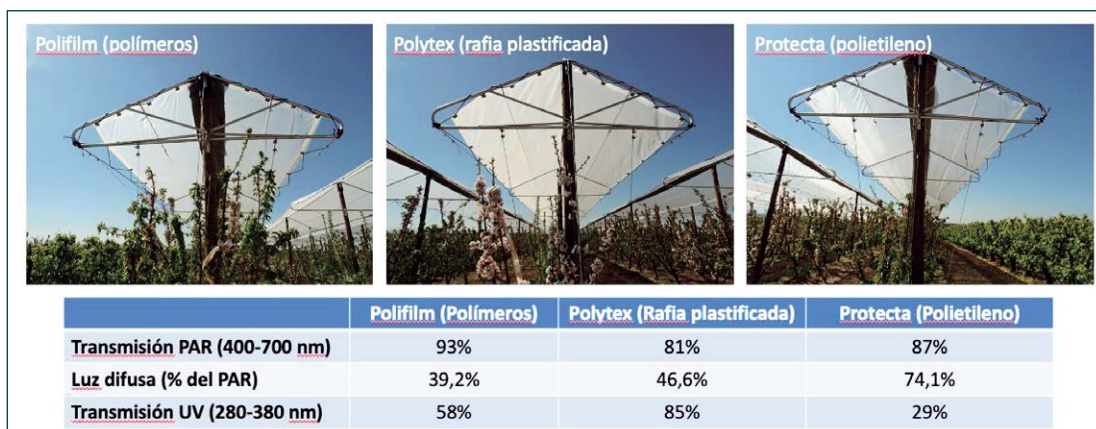 Polifilm (polímeros)
Polytex (rafia plastificada)
Protecta (polietileno)
Polifilm (Polímeros) Polytex (Rafia plastificada) Protecta (Polietileno)
Transmisión PAR (400-700 nm) 93% 81% 87%
Luz difusa (% del PAR) 39,2% 46,6% 74,1%
Transmisión UV (280-380 nm) 58% 85% 29%